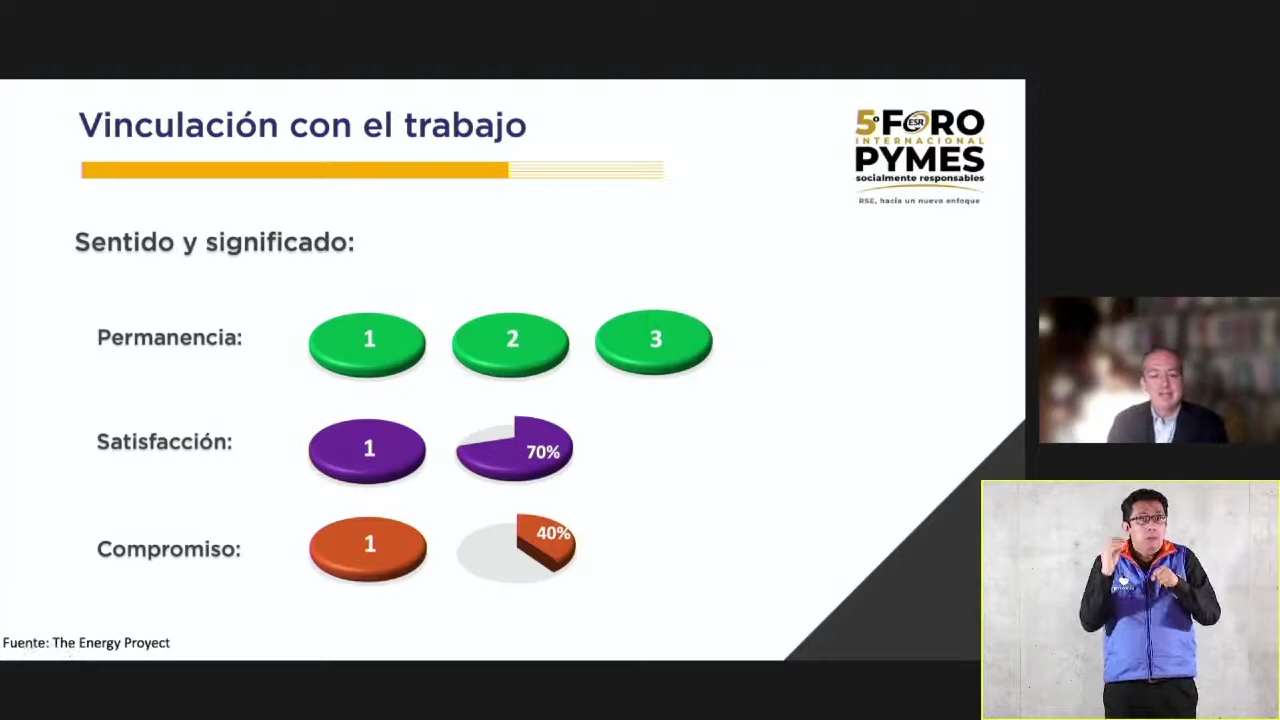 Vinculación con el trabajo
5º FORO
ESR
INTERNACIONAL
PYMES
socialmente responsables
RSE, hacia un nuevo enfoque
Sentido y significado:
Permanencia: 1 2 3
Satisfacción: 1 70%
Compromiso: 1 40%
Fuente: The Energy Proyect